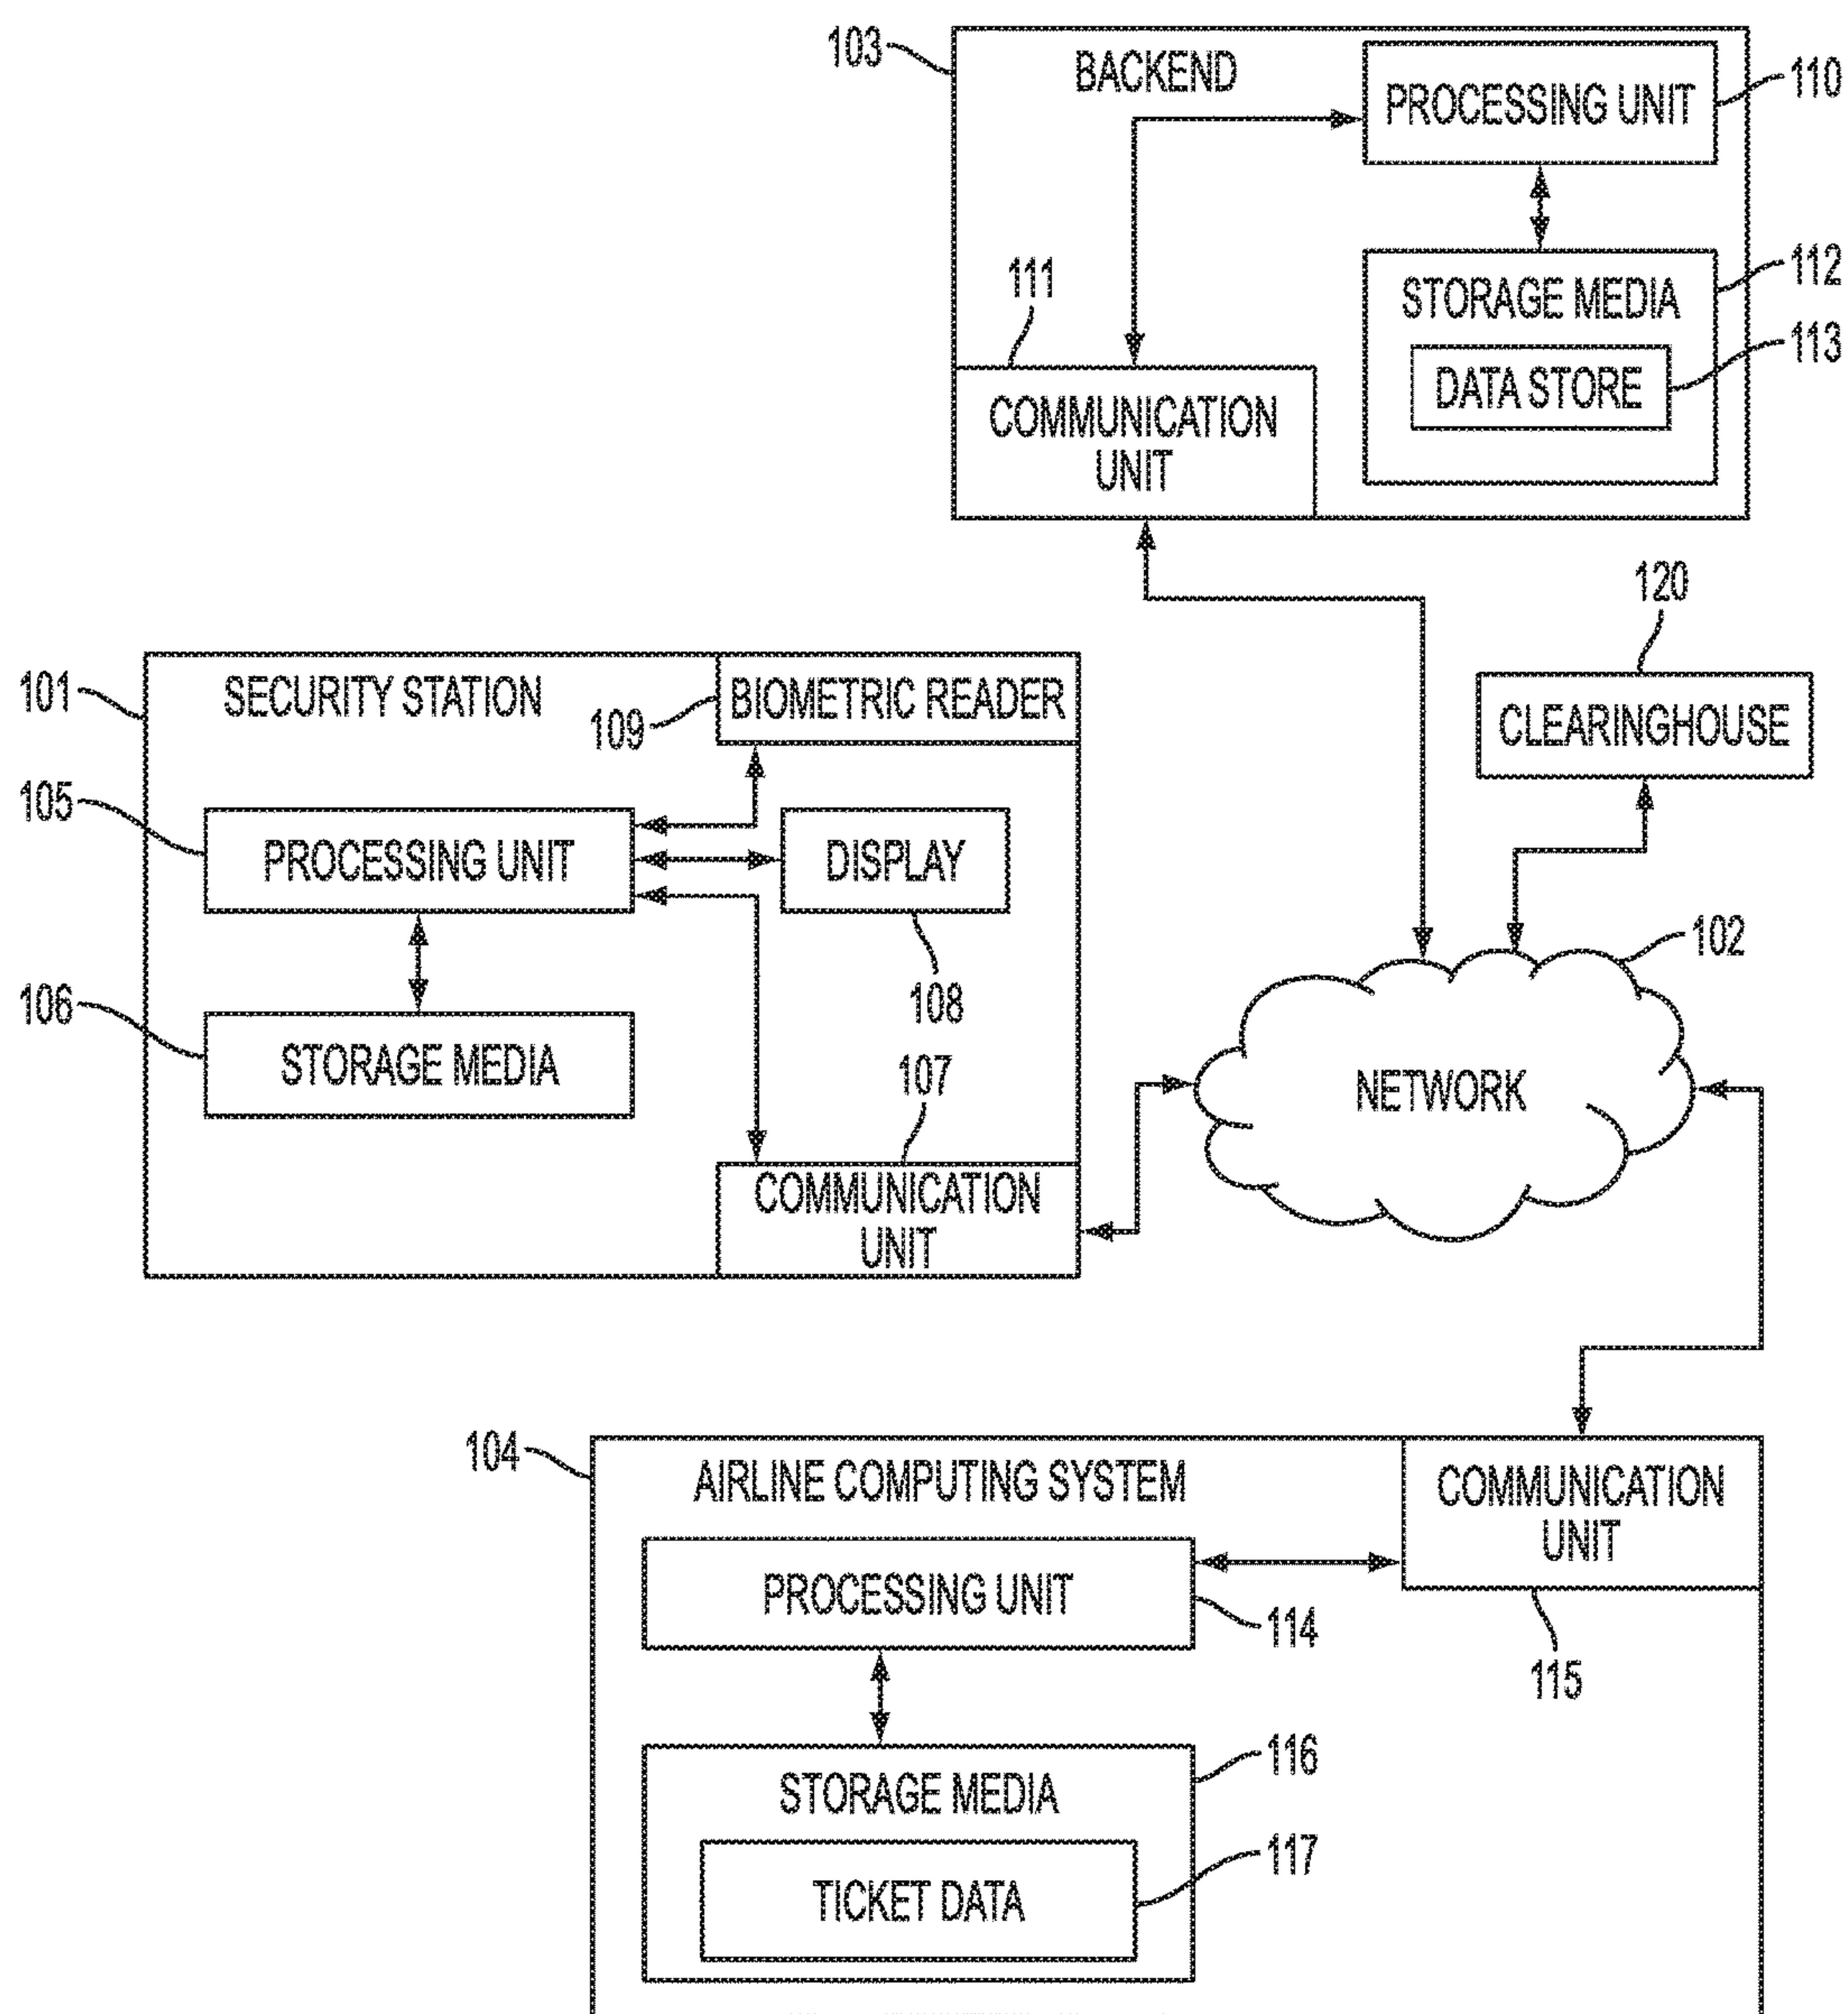 103
BACKEND
PROCESSING UNIT
110
111
STORAGE MEDIA
112
DATA STORE
113
COMMUNICATION
UNIT
120
CLEARINGHOUSE
101
SECURITY STATION
BIOMETRIC READER
109
105
PROCESSING UNIT
DISPLAY
108
106
STORAGE MEDIA
107
COMMUNICATION
UNIT
102
NETWORK
104
AIRLINE COMPUTING SYSTEM
COMMUNICATION
UNIT
115
PROCESSING UNIT
114
STORAGE MEDIA
116
TICKET DATA
117